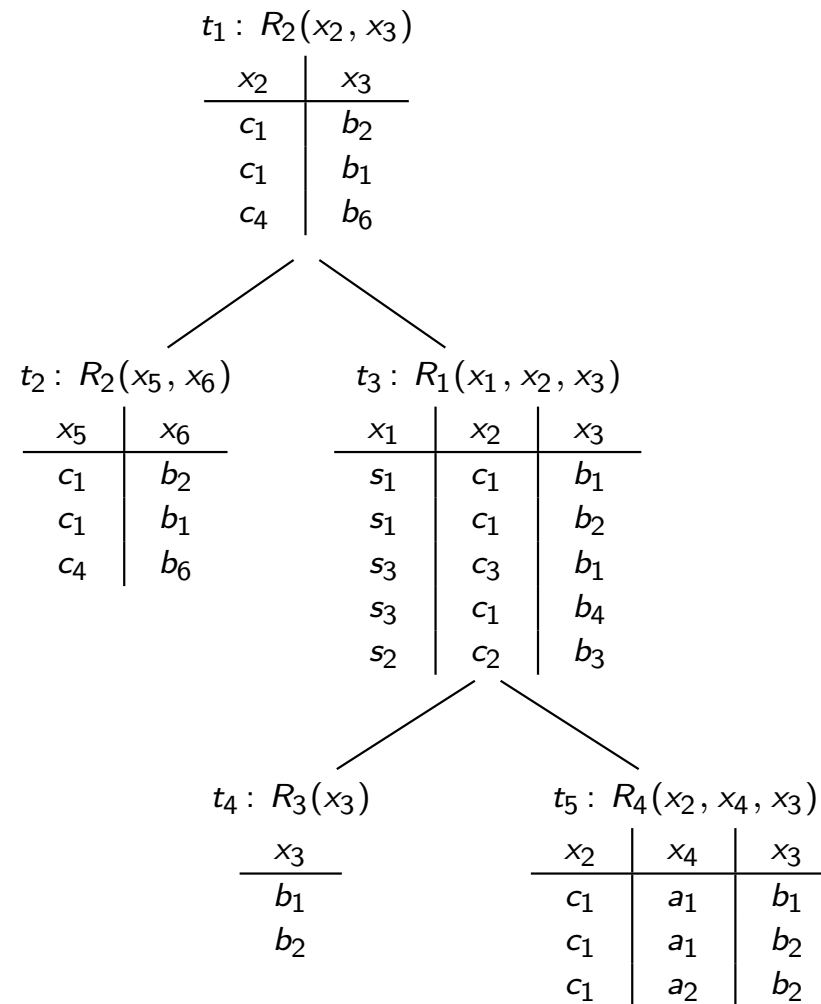 t₁ : R₂(x₂, x₃)
x₂ x₃
c₁ b₂
c₁ b₁
c₄ b₆
t₂ : R₂(x₅, x₆) t₃ : R₁(x₁, x₂, x₃)
x₅ x₆ x₁ x₂ x₃
c₁ b₂ s₁ c₁ b₁
c₁ b₁ s₁ c₁ b₂
c₄ b₆ s₃ c₃ b₁
s₃ c₁ b₄
s₂ c₂ b₃
t₄ : R₃(x₃) t₅ : R₄(x₂, x₄, x₃)
x₃ x₂ x₄ x₃
b₁ c₁ a₁ b₁
b₂ c₁ a₁ b₂
c₁ a₂ b₂